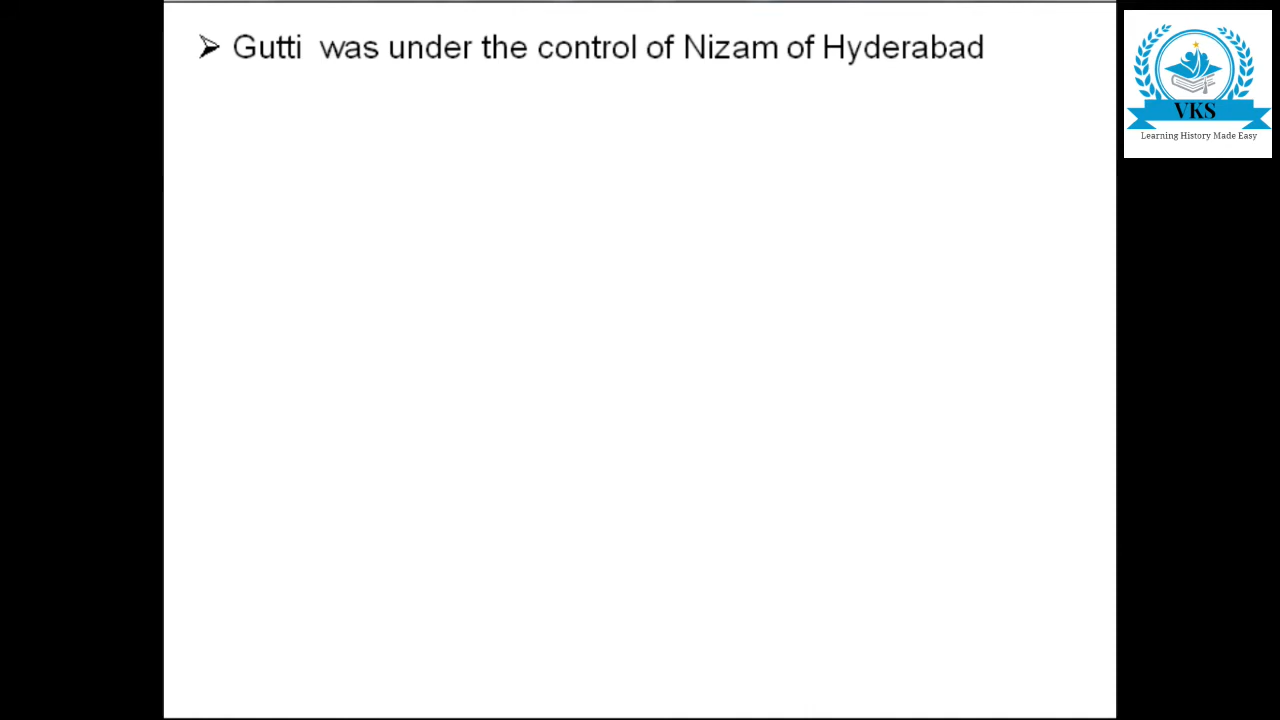 Gutti was under the control of Nizam of Hyderabad
VKS
Learning History Made Easy